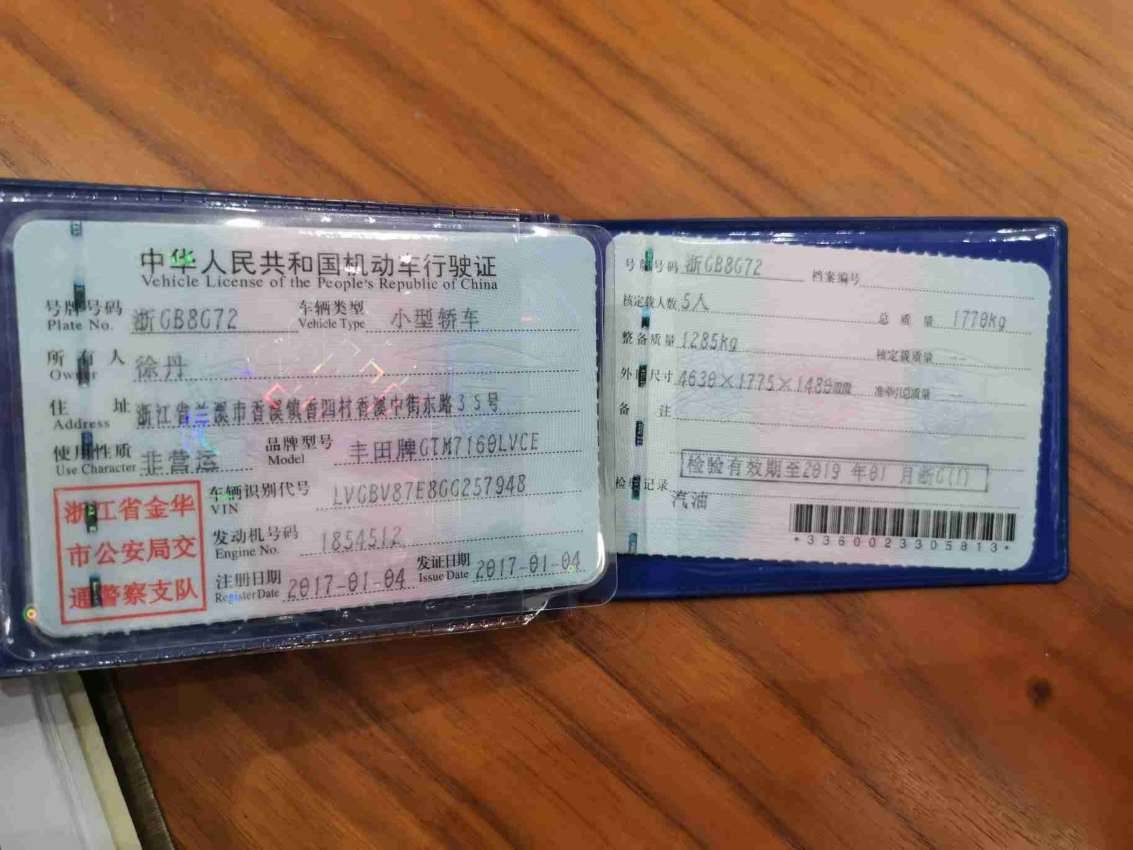 中华人民共和国机动车行驶证
Vehicle License of the People's Republic of China
号牌号码 浙GB8G72 车辆类型 小型轿车
Plate No. Vehicle Type
所有人 徐丹
Owner
住址 浙江省兰溪市香溪镇香四村香溪中街东路35号
Address
使用性质 非营运 品牌型号 丰田牌GTM7160LVCE
Use Character Model
浙江省金华
市公安局交
通警察支队
车辆识别代号 LVGBV87E8GG257948
VIN
发动机号码 1854512
Engine No.
注册日期 2017-01-04 发证日期 2017-01-04
Register Date Issue Date
号牌号码 浙GB8G72 档案编号
核定载人数 5人 总质量 1770kg
整备质量 1285kg 核定载质量 --
外廓尺寸 4630×1775×1480mm 准牵引总质量 --
备注
检验有效期至2019年01月浙G(1)
检验记录
汽油
*3360023305813*